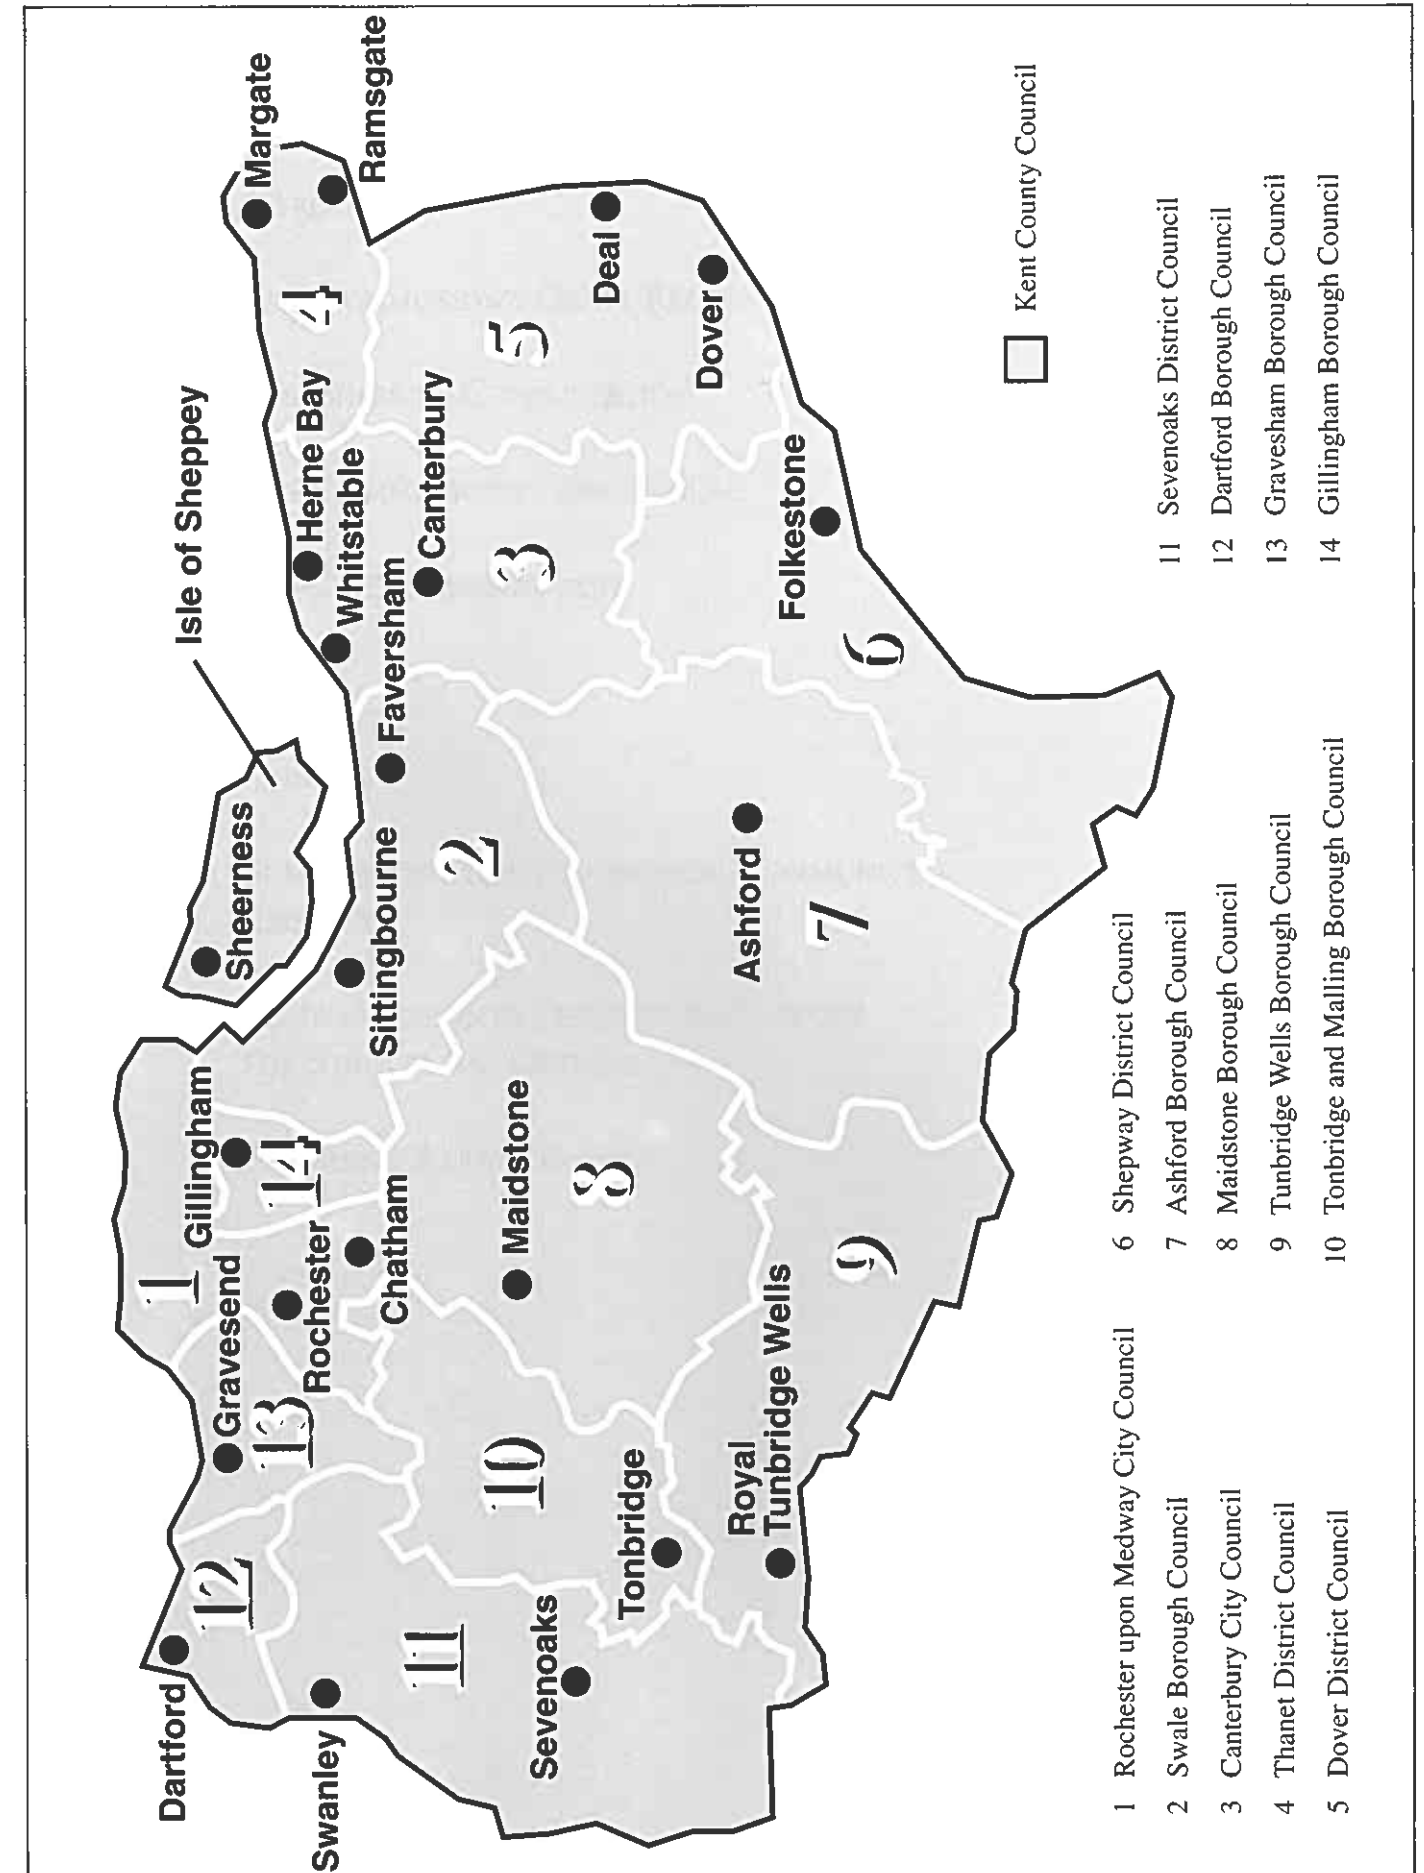 Margate
Ramsgate
4
Isle of Sheppey
Herne Bay
Whitstable
Sheerness
Faversham
Canterbury
5
Deal
Dover
3
Sittingbourne
2
Folkestone
6
Gillingham
14
1
Gravesend
Rochester
Chatham
13
Maidstone
8
Ashford
7
Dartford
12
Swanley
11
10
Sevenoaks
Tonbridge
Royal
Tunbridge Wells
9
Kent County Council
1 Rochester upon Medway City Council
2 Swale Borough Council
3 Canterbury City Council
4 Thanet District Council
5 Dover District Council
6 Shepway District Council
7 Ashford Borough Council
8 Maidstone Borough Council
9 Tunbridge Wells Borough Council
10 Tonbridge and Malling Borough Council
11 Sevenoaks District Council
12 Dartford Borough Council
13 Gravesham Borough Council
14 Gillingham Borough Council